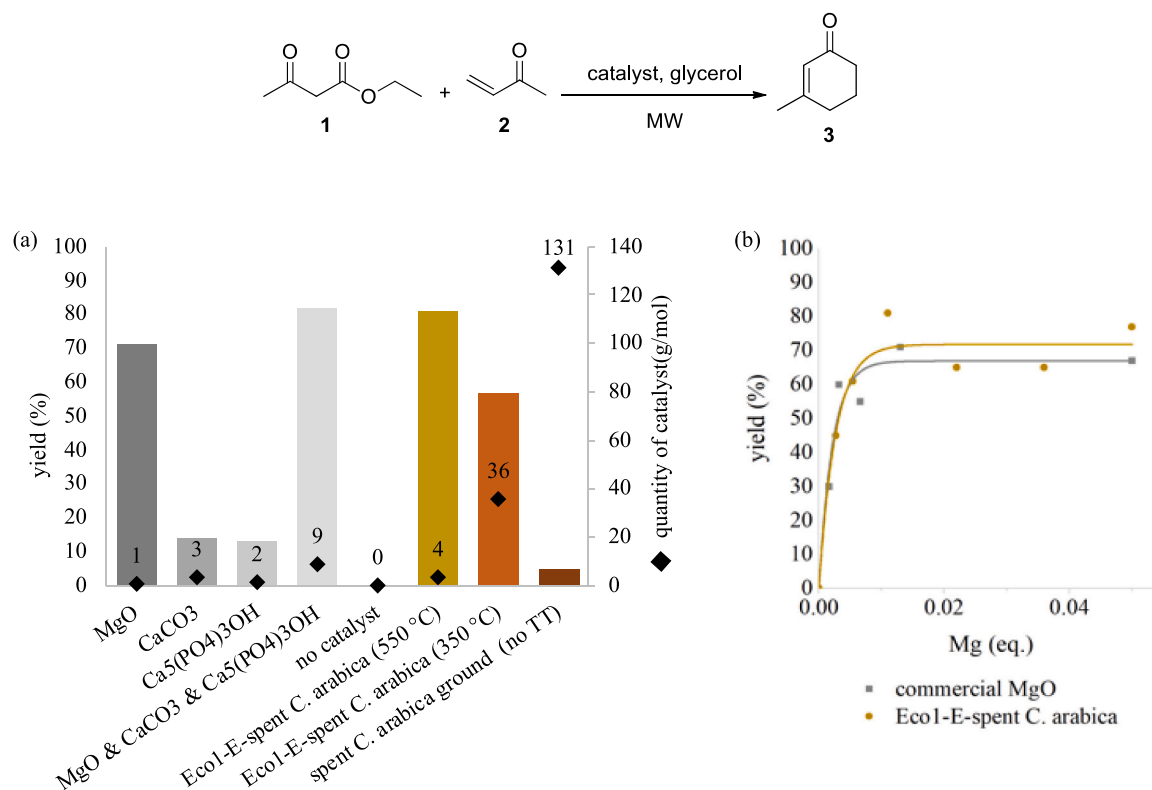 O O O O
+ O catalyst, glycerol
1 2 MW 3
(a)
yield (%)
100
90
80
70
60
50
40
30
20
10
0
1
3
2
9
0
4
36
131
140
120
100
80
60
40
20
0
quantity of catalyst(g/mol)
MgO
CaCO3
Ca5(PO4)3OH
MgO & CaCO3 & Ca5(PO4)3OH
no catalyst
Eco1-E-spent C. arabica (550 °C)
Eco1-E-spent C. arabica (350 °C)
spent C. arabica ground (no TT)
(b)
yield (%)
100
90
80
70
60
50
40
30
20
10
0
0.00 0.02 0.04
Mg (eq.)
commercial MgO
Eco1-E-spent C. arabica